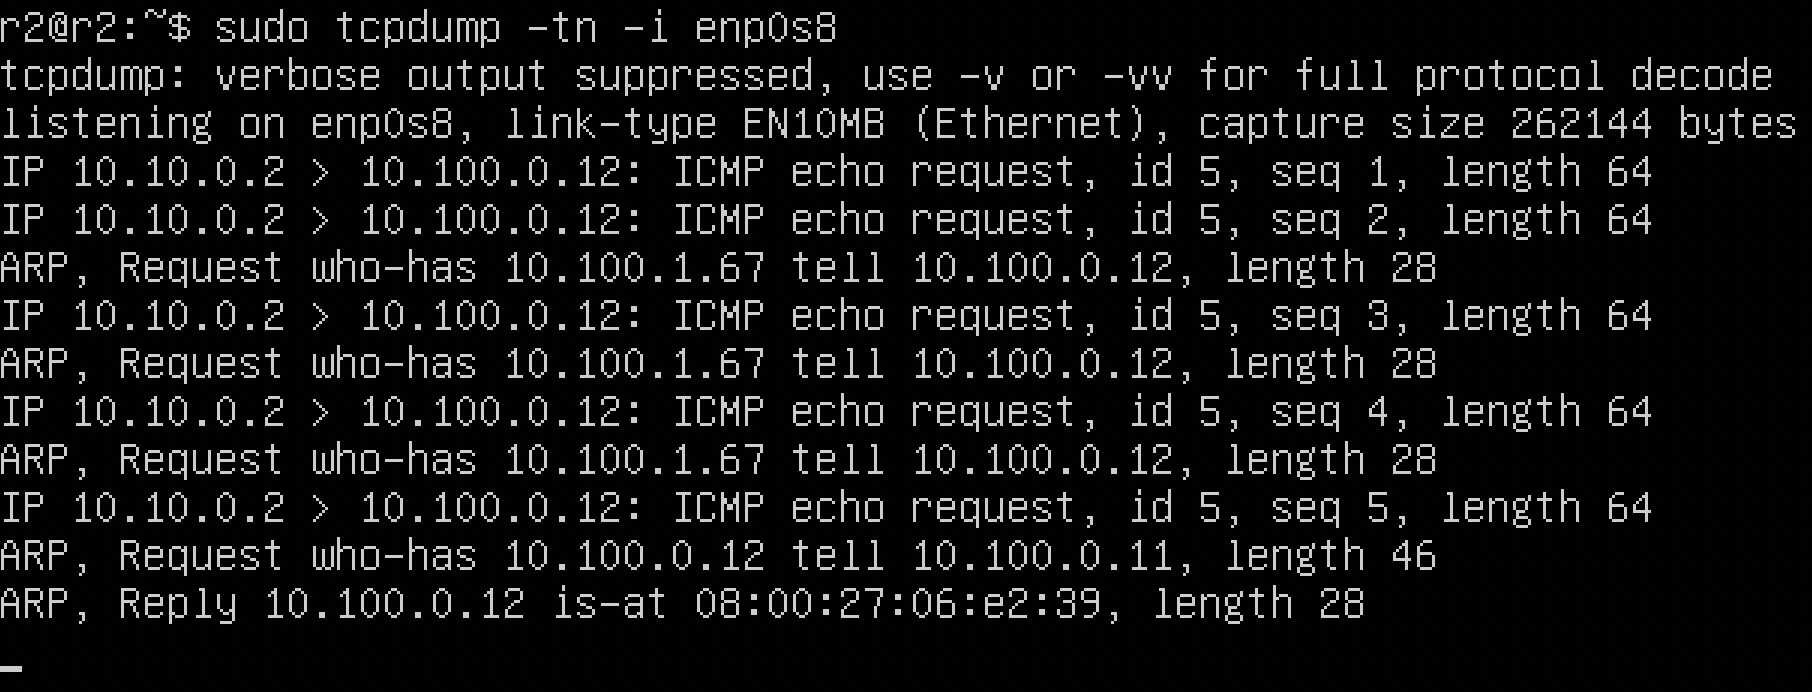 r2@r2:~$ sudo tcpdump -tn -i enp0s8
tcpdump: verbose output suppressed, use -v or -vv for full protocol decode
listening on enp0s8, link-type EN10MB (Ethernet), capture size 262144 bytes
IP 10.10.0.2 > 10.100.0.12: ICMP echo request, id 5, seq 1, length 64
IP 10.10.0.2 > 10.100.0.12: ICMP echo request, id 5, seq 2, length 64
ARP, Request who-has 10.100.1.67 tell 10.100.0.12, length 28
IP 10.10.0.2 > 10.100.0.12: ICMP echo request, id 5, seq 3, length 64
ARP, Request who-has 10.100.1.67 tell 10.100.0.12, length 28
IP 10.10.0.2 > 10.100.0.12: ICMP echo request, id 5, seq 4, length 64
ARP, Request who-has 10.100.1.67 tell 10.100.0.12, length 28
IP 10.10.0.2 > 10.100.0.12: ICMP echo request, id 5, seq 5, length 64
ARP, Request who-has 10.100.0.12 tell 10.100.0.11, length 46
ARP, Reply 10.100.0.12 is-at 08:00:27:06:e2:39, length 28